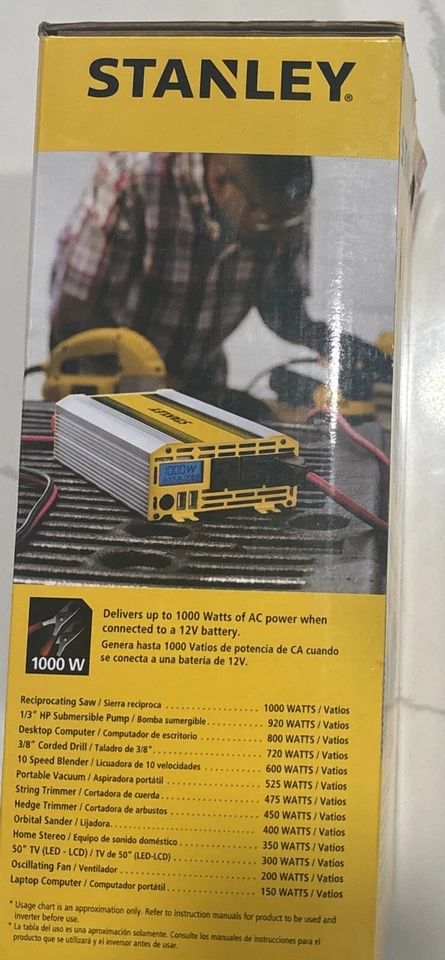 STANLEY®
STANLEY
1000W
1000 W
Delivers up to 1000 Watts of AC power when
connected to a 12V battery.
Genera hasta 1000 Vatios de potencia de CA cuando
se conecta a una batería de 12V.
Reciprocating Saw / Sierra recíproca .................... 1000 WATTS / Vatios
1/3" HP Submersible Pump / Bomba sumergible............ 920 WATTS / Vatios
Desktop Computer / Computador de escritorio ............ 800 WATTS / Vatios
3/8" Corded Drill / Taladro de 3/8"...................... 720 WATTS / Vatios
10 Speed Blender / Licuadora de 10 velocidades .......... 600 WATTS / Vatios
Portable Vacuum / Aspiradora portátil ................... 525 WATTS / Vatios
String Trimmer / Cortadora de cuerda..................... 475 WATTS / Vatios
Hedge Trimmer / Cortadora de arbustos ................... 450 WATTS / Vatios
Orbital Sander / Lijadora................................ 400 WATTS / Vatios
Home Stereo / Equipo de sonido doméstico................. 350 WATTS / Vatios
50" TV (LED - LCD) / TV de 50" (LED-LCD) ................ 300 WATTS / Vatios
Oscillating Fan / Ventilador ............................ 200 WATTS / Vatios
Laptop Computer / Computador portátil.................... 150 WATTS / Vatios
* Usage chart is an approximation only. Refer to instruction manuals for product to be used and
inverter before use.
* La tabla del uso es una aproximación solamente. Consulte los manuales de instrucciones para el
producto que se utilizará y el inversor antes de usar.